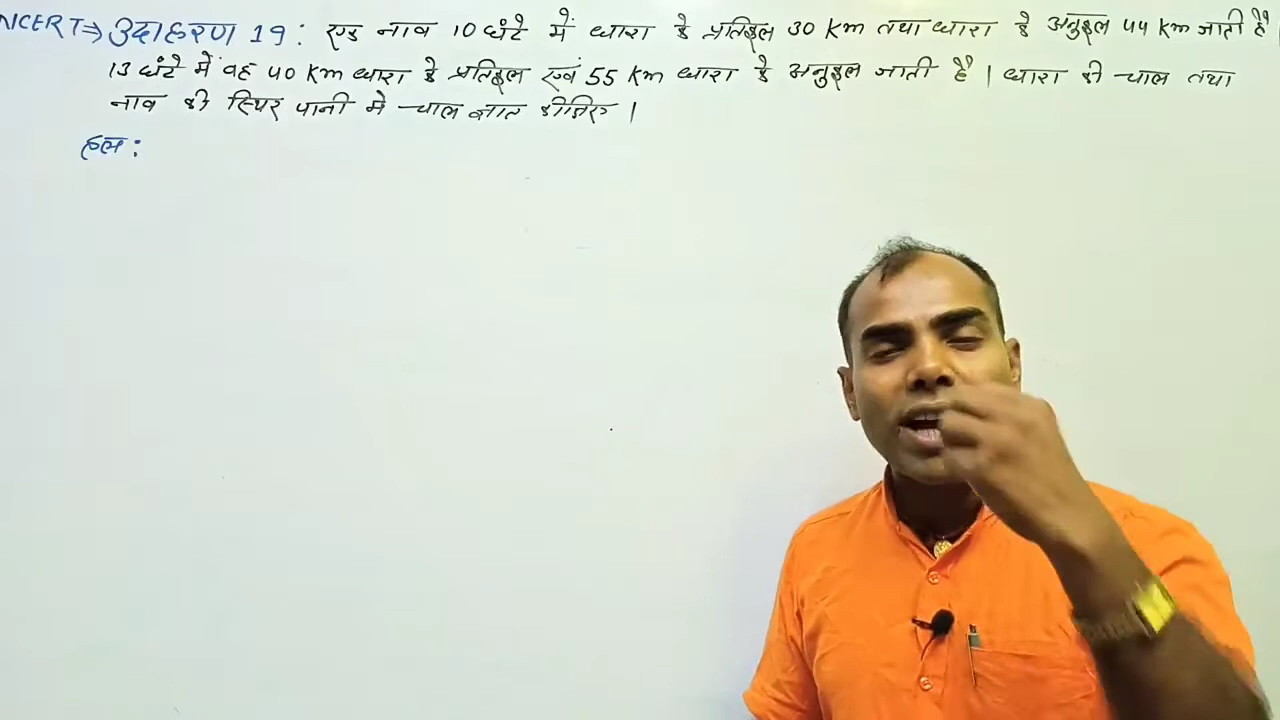 NCERT⇒ उदाहरण 19 : एक नाव 10 घंटे में धारा के प्रतिकूल 30 Km तथा धारा के अनुकूल 44 Km जाती है।
13 घंटे में वह 40 Km धारा के प्रतिकूल एवं 55 Km धारा के अनुकूल जाती है। धारा की चाल तथा
नाव की स्थिर पानी मे चाल ज्ञात कीजिए।
हल :